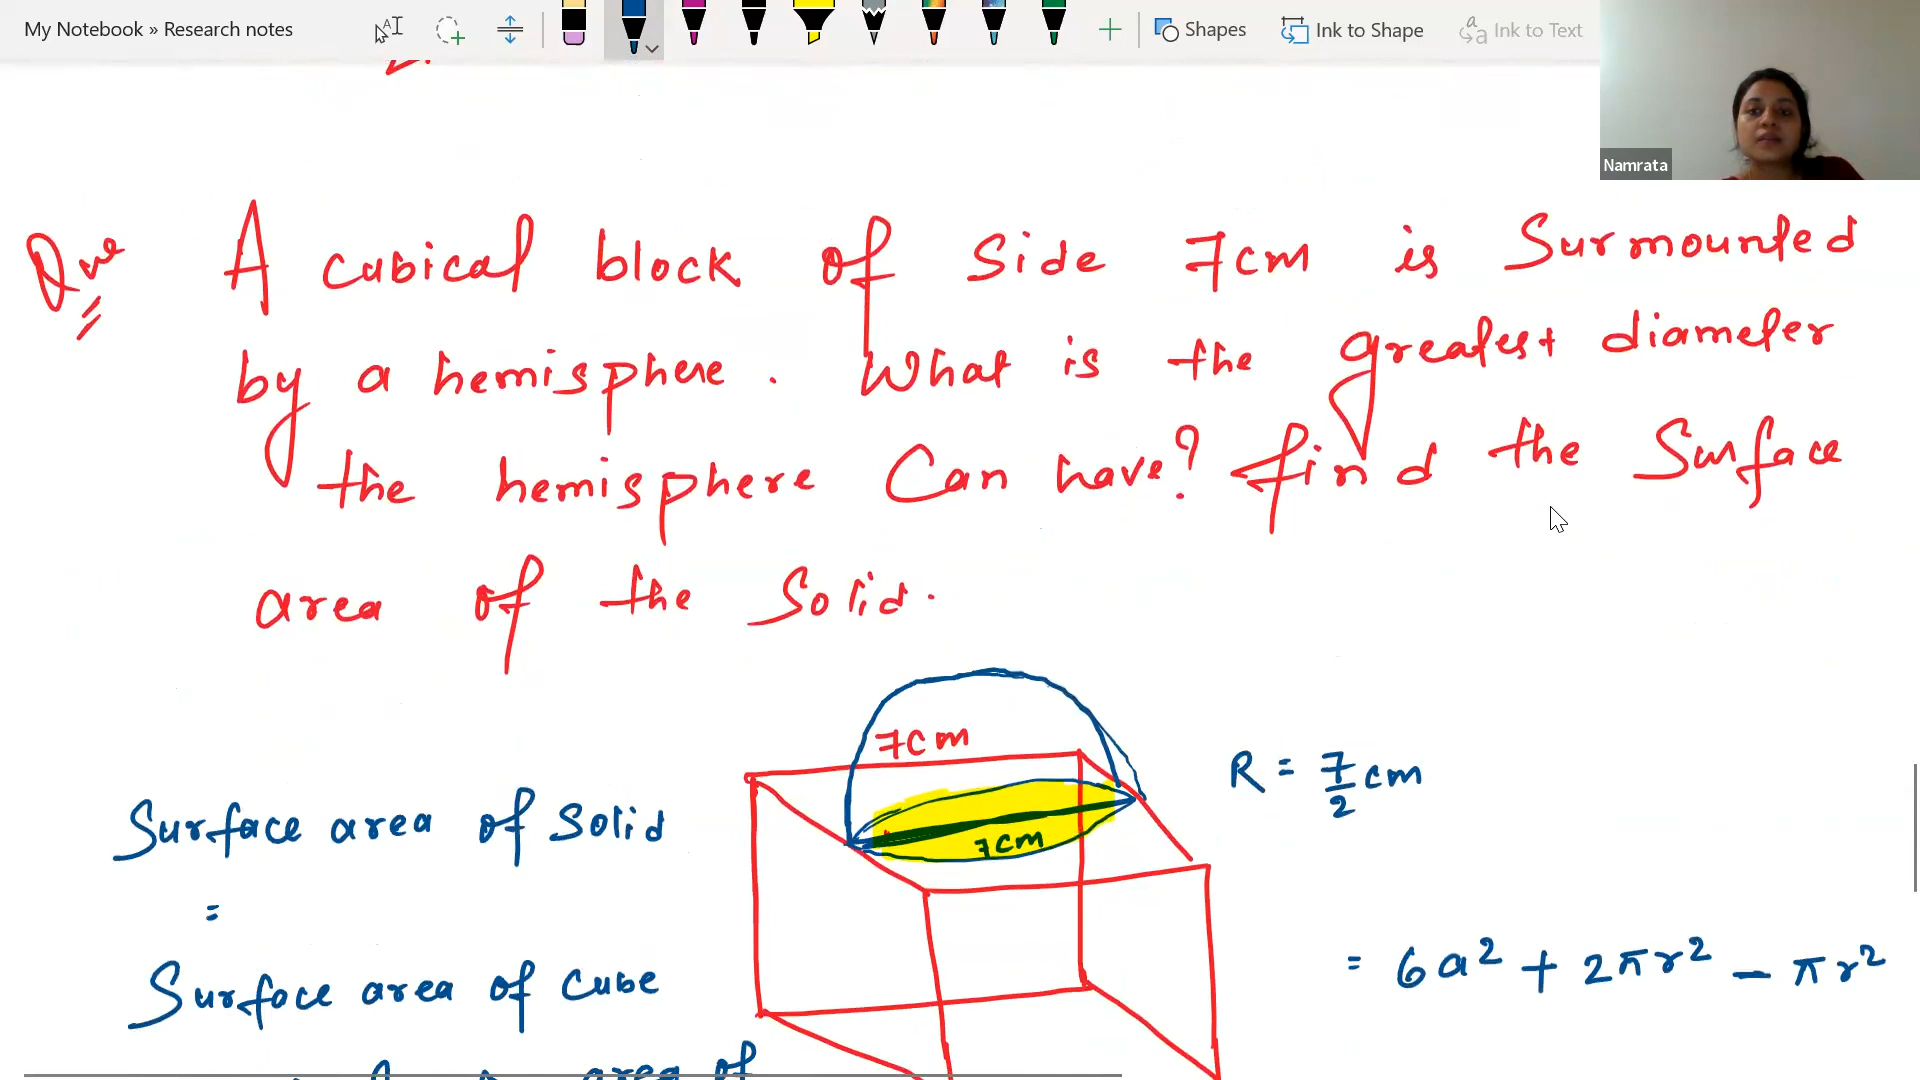 My Notebook » Research notes
Shapes
Ink to Shape
Ink to Text
Namrata
Que A cubical block of side 7cm is Surmounted
by a hemisphere. What is the greatest diameter
the hemisphere Can have? find the Surface
area of the Solid.
7cm
7cm
R = 7/2 cm
Surface area of Solid
=
Surface area of Cube
= 6a² + 2πr² - πr²
area of